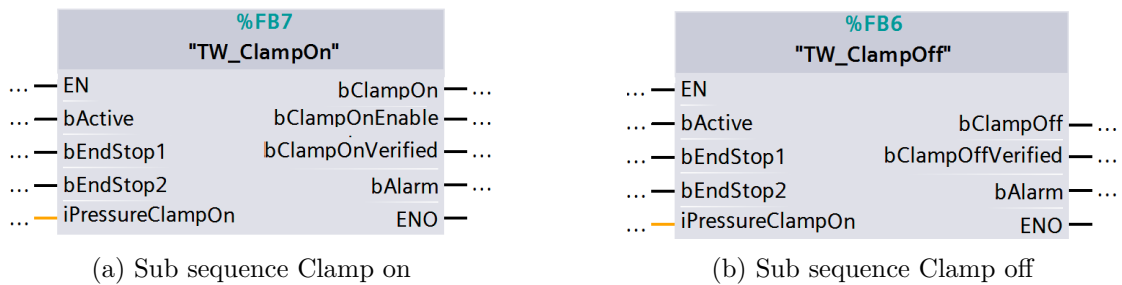 %FB7
"TW_ClampOn"
... EN
bClampOn ...
... bActive
bClampOnEnable ...
... bEndStop1
bClampOnVerified ...
... bEndStop2
bAlarm ...
... iPressureClampOn
ENO
(a) Sub sequence Clamp on
%FB6
"TW_ClampOff"
... EN
... bActive
bClampOff ...
... bEndStop1
bClampOffVerified ...
... bEndStop2
bAlarm ...
... iPressureClampOn
ENO
(b) Sub sequence Clamp off